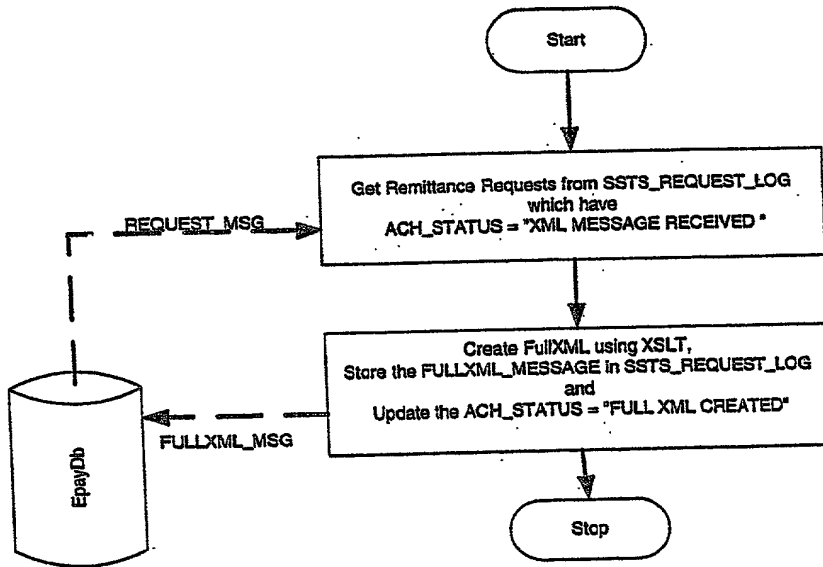 Start
Get Remittance Requests from SSTS_REQUEST_LOG
which have
ACH_STATUS = "XML MESSAGE RECEIVED "
REQUEST_MSG
Create FullXML using XSLT,
Store the FULLXML_MESSAGE in SSTS_REQUEST_LOG
and
Update the ACH_STATUS = "FULL XML CREATED"
FULLXML_MSG
EpayDb
Stop